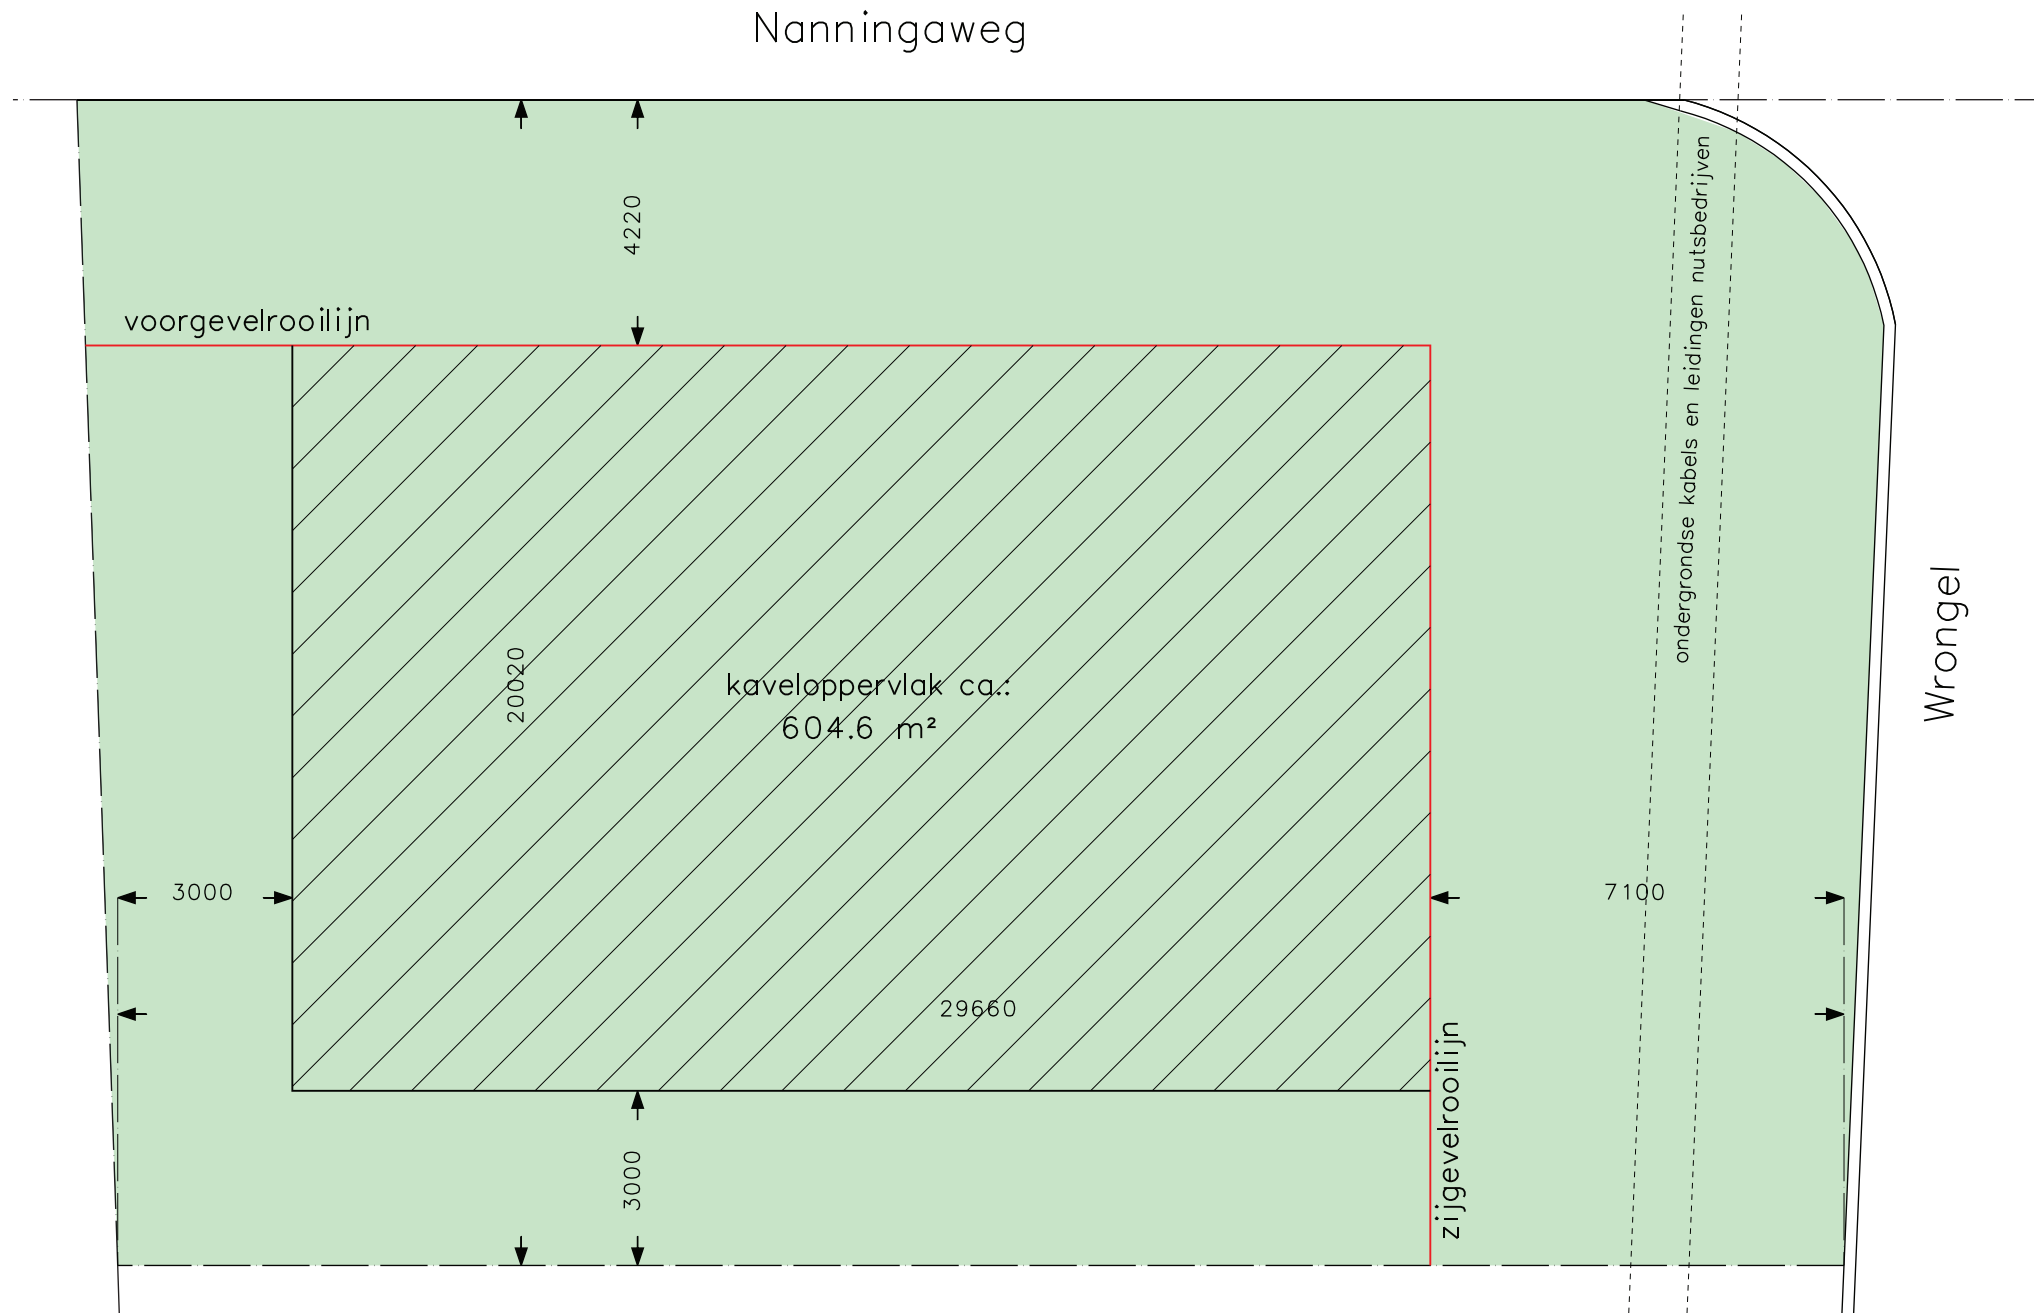 Nanningaweg
4220
voorgevelrooilijn
ondergrondse kabels en leidingen nutsbedrijven
Wrongel
20020
kaveloppervlak ca.:
604.6 m²
3000
7100
29660
zijgevelrooilijn
3000